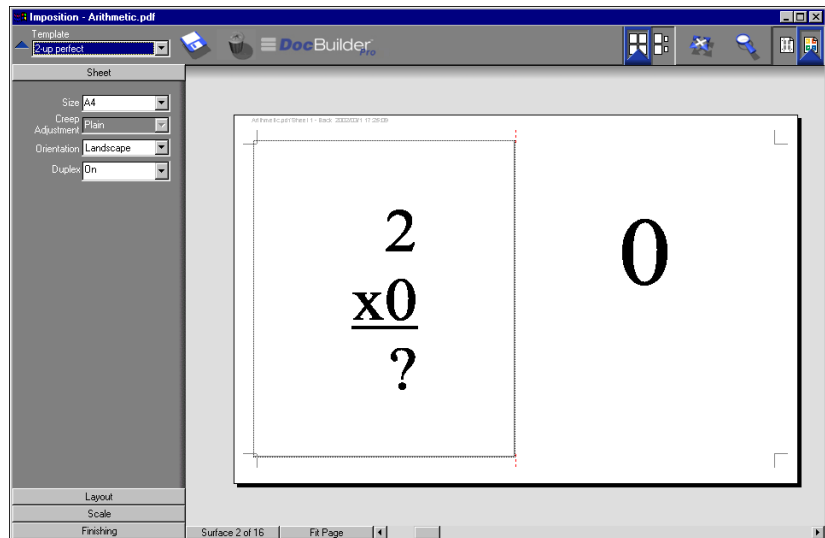 Imposition - Arithmetic.pdf
Template
2-up perfect
DocBuilder Pro
Sheet
Size A4
Creep Adjustment Plain
Orientation Landscape
Duplex On
2
x0
?
0
Layout
Scale
Finishing
Surface 2 of 16
Fit Page